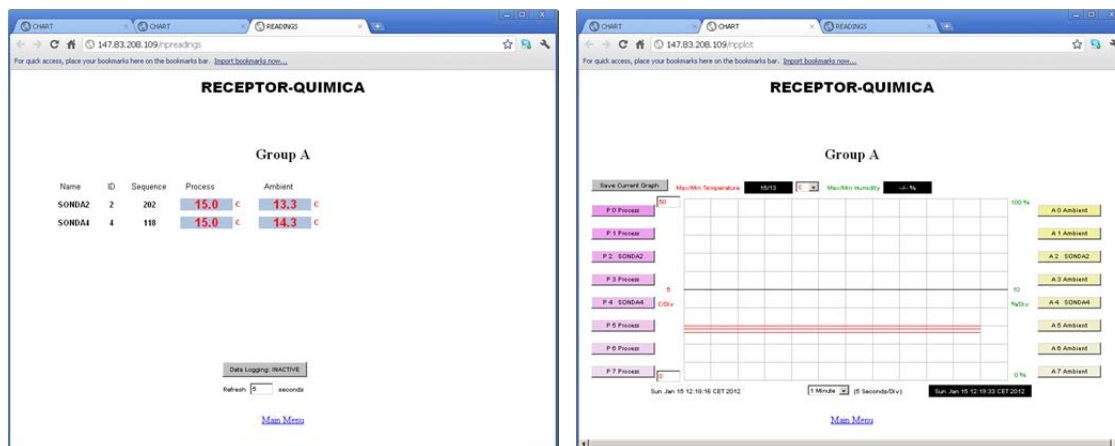 CHART CHART READINGS
147.83.208.109/npreadings
For quick access, place your bookmarks here on the bookmarks bar. Import bookmarks now...
RECEPTOR-QUIMICA
Group A
Name ID Sequence Process Ambient
SONDA2 2 202 15.0 C 13.3 C
SONDA4 4 118 15.0 C 14.3 C
Data Logging: INACTIVE
Refresh 5 seconds
Main Menu
CHART READINGS READINGS
147.83.208.109/npplot
For quick access, place your bookmarks here on the bookmarks bar. Import bookmarks now...
RECEPTOR-QUIMICA
Group A
Save Current Graph Max/Min Temperature 15/13 C Max/Min Humidity -/- %
P 0 Process 50 100 % A 0 Ambient
P 1 Process A 1 Ambient
P 2 SONDA2 A 2 SONDA2
P 3 Process A 3 Ambient
5 10
P 4 SONDA4 C/Div %/Div A 4 SONDA4
P 5 Process A 5 Ambient
P 6 Process A 6 Ambient
P 7 Process 0 0 % A 7 Ambient
Sun Jan 15 12:18:16 CET 2012 1 Minute (5 Seconds/Div) Sun Jan 15 12:19:33 CET 2012
Main Menu